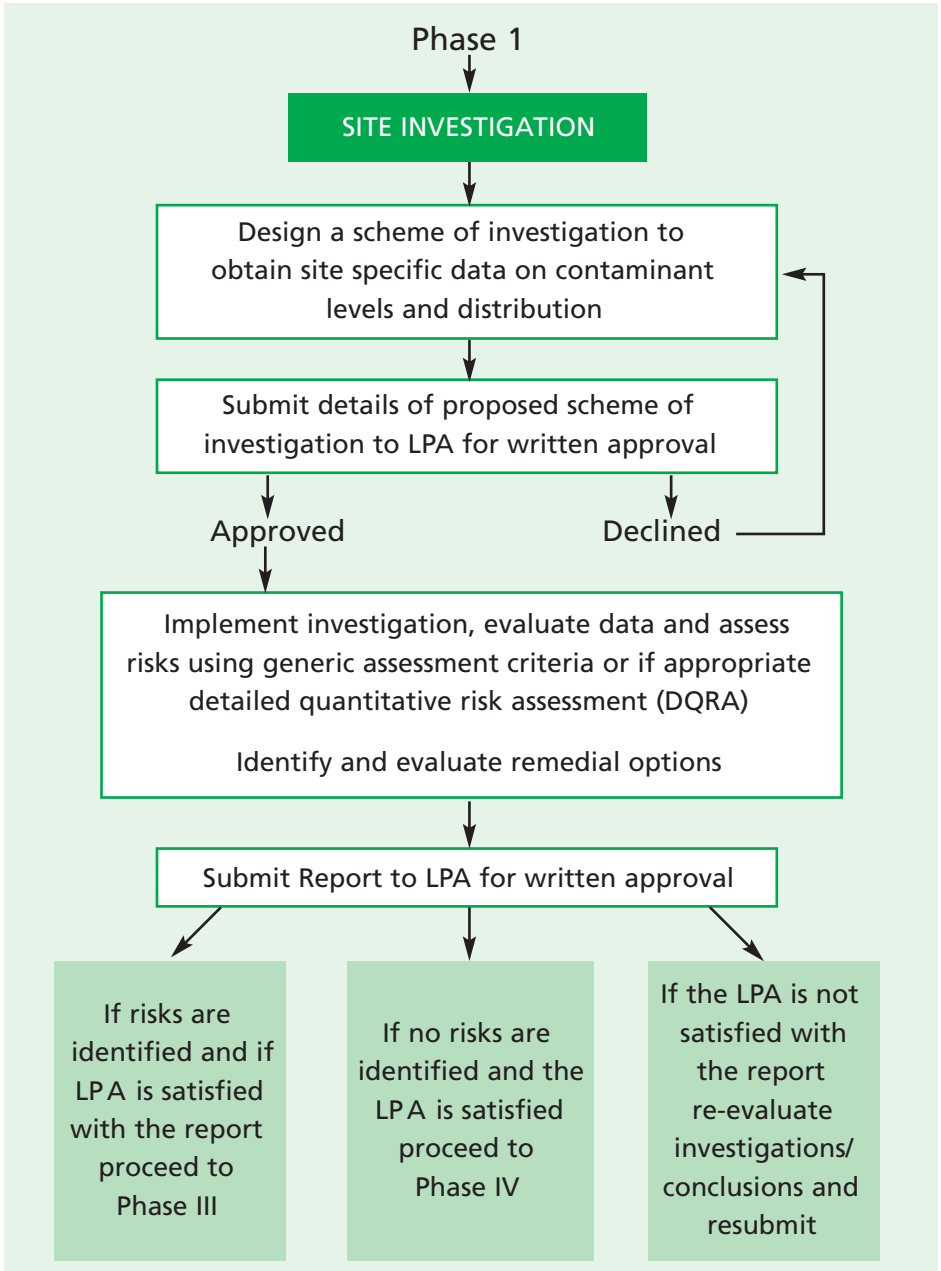 Phase 1
SITE INVESTIGATION
Design a scheme of investigation to
obtain site specific data on contaminant
levels and distribution
Submit details of proposed scheme of
investigation to LPA for written approval
Approved
Declined
Implement investigation, evaluate data and assess
risks using generic assessment criteria or if appropriate
detailed quantitative risk assessment (DQRA)
Identify and evaluate remedial options
Submit Report to LPA for written approval
If risks are
identified and if
LPA is satisfied
with the report
proceed to
Phase III
If no risks are
identified and the
LPA is satisfied
proceed to
Phase IV
If the LPA is not
satisfied with
the report
re-evaluate
investigations/
conclusions and
resubmit